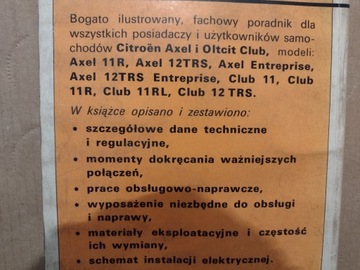 Bogato ilustrowany, fachowy poradnik dla
wszystkich posiadaczy i użytkowników samo-
chodów Citroën Axel i Oltcit Club, modeli:
Axel 11R, Axel 12TRS, Axel Entreprise,
Axel 12TRS Entreprise, Club 11, Club
11R, Club 11RL, Club 12 TRS.
W książce opisano i zestawiono:
• szczegółowe dane techniczne
i regulacyjne,
• momenty dokręcania ważniejszych
połączeń,
• prace obsługowo-naprawcze,
• wyposażenie niezbędne do obsługi
i naprawy,
• materiały eksploatacyjne i częstość
ich wymiany,
• schemat instalacji elektrycznej.